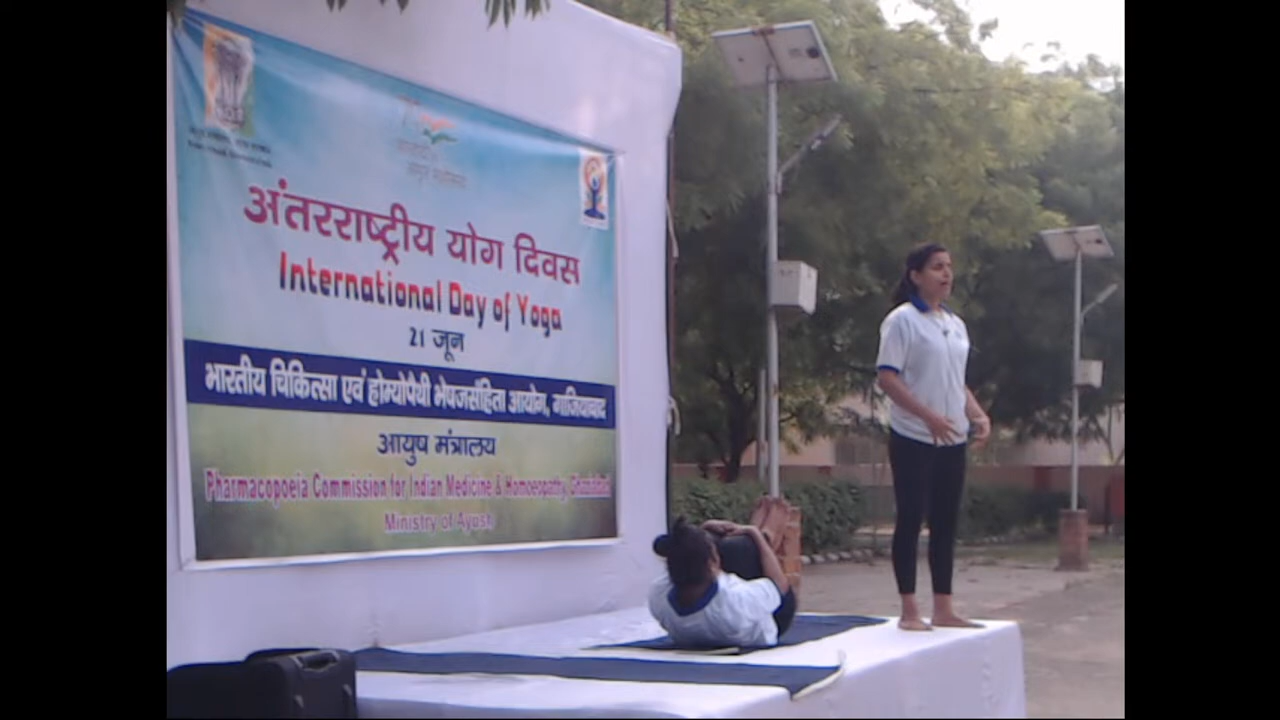 अंतरराष्ट्रीय योग दिवस
International Day of Yoga
21 जून
भारतीय चिकित्सा एवं होम्योपैथी भेषजसंहिता आयोग, गाजियाबाद
आयुष मंत्रालय
Pharmacopoeia Commission for Indian Medicine & Homoeopathy, Ghaziabad
Ministry of Ayush